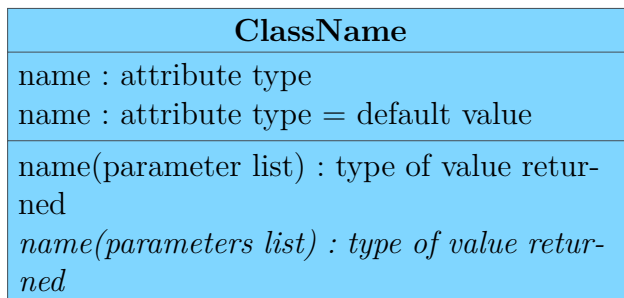 ClassName
name : attribute type
name : attribute type = default value
name(parameter list) : type of value retur-
ned
name(parameters list) : type of value retur-
ned